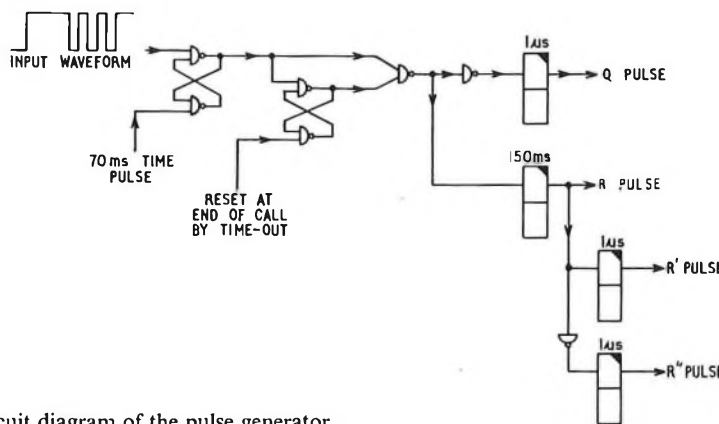 INPUT WAVEFORM
70ms TIME
PULSE
RESET AT
END OF CALL
BY TIME-OUT
1µs
Q PULSE
150ms
R PULSE
1µs
R' PULSE
1µs
R" PULSE
cuit diagram of the pulse generator